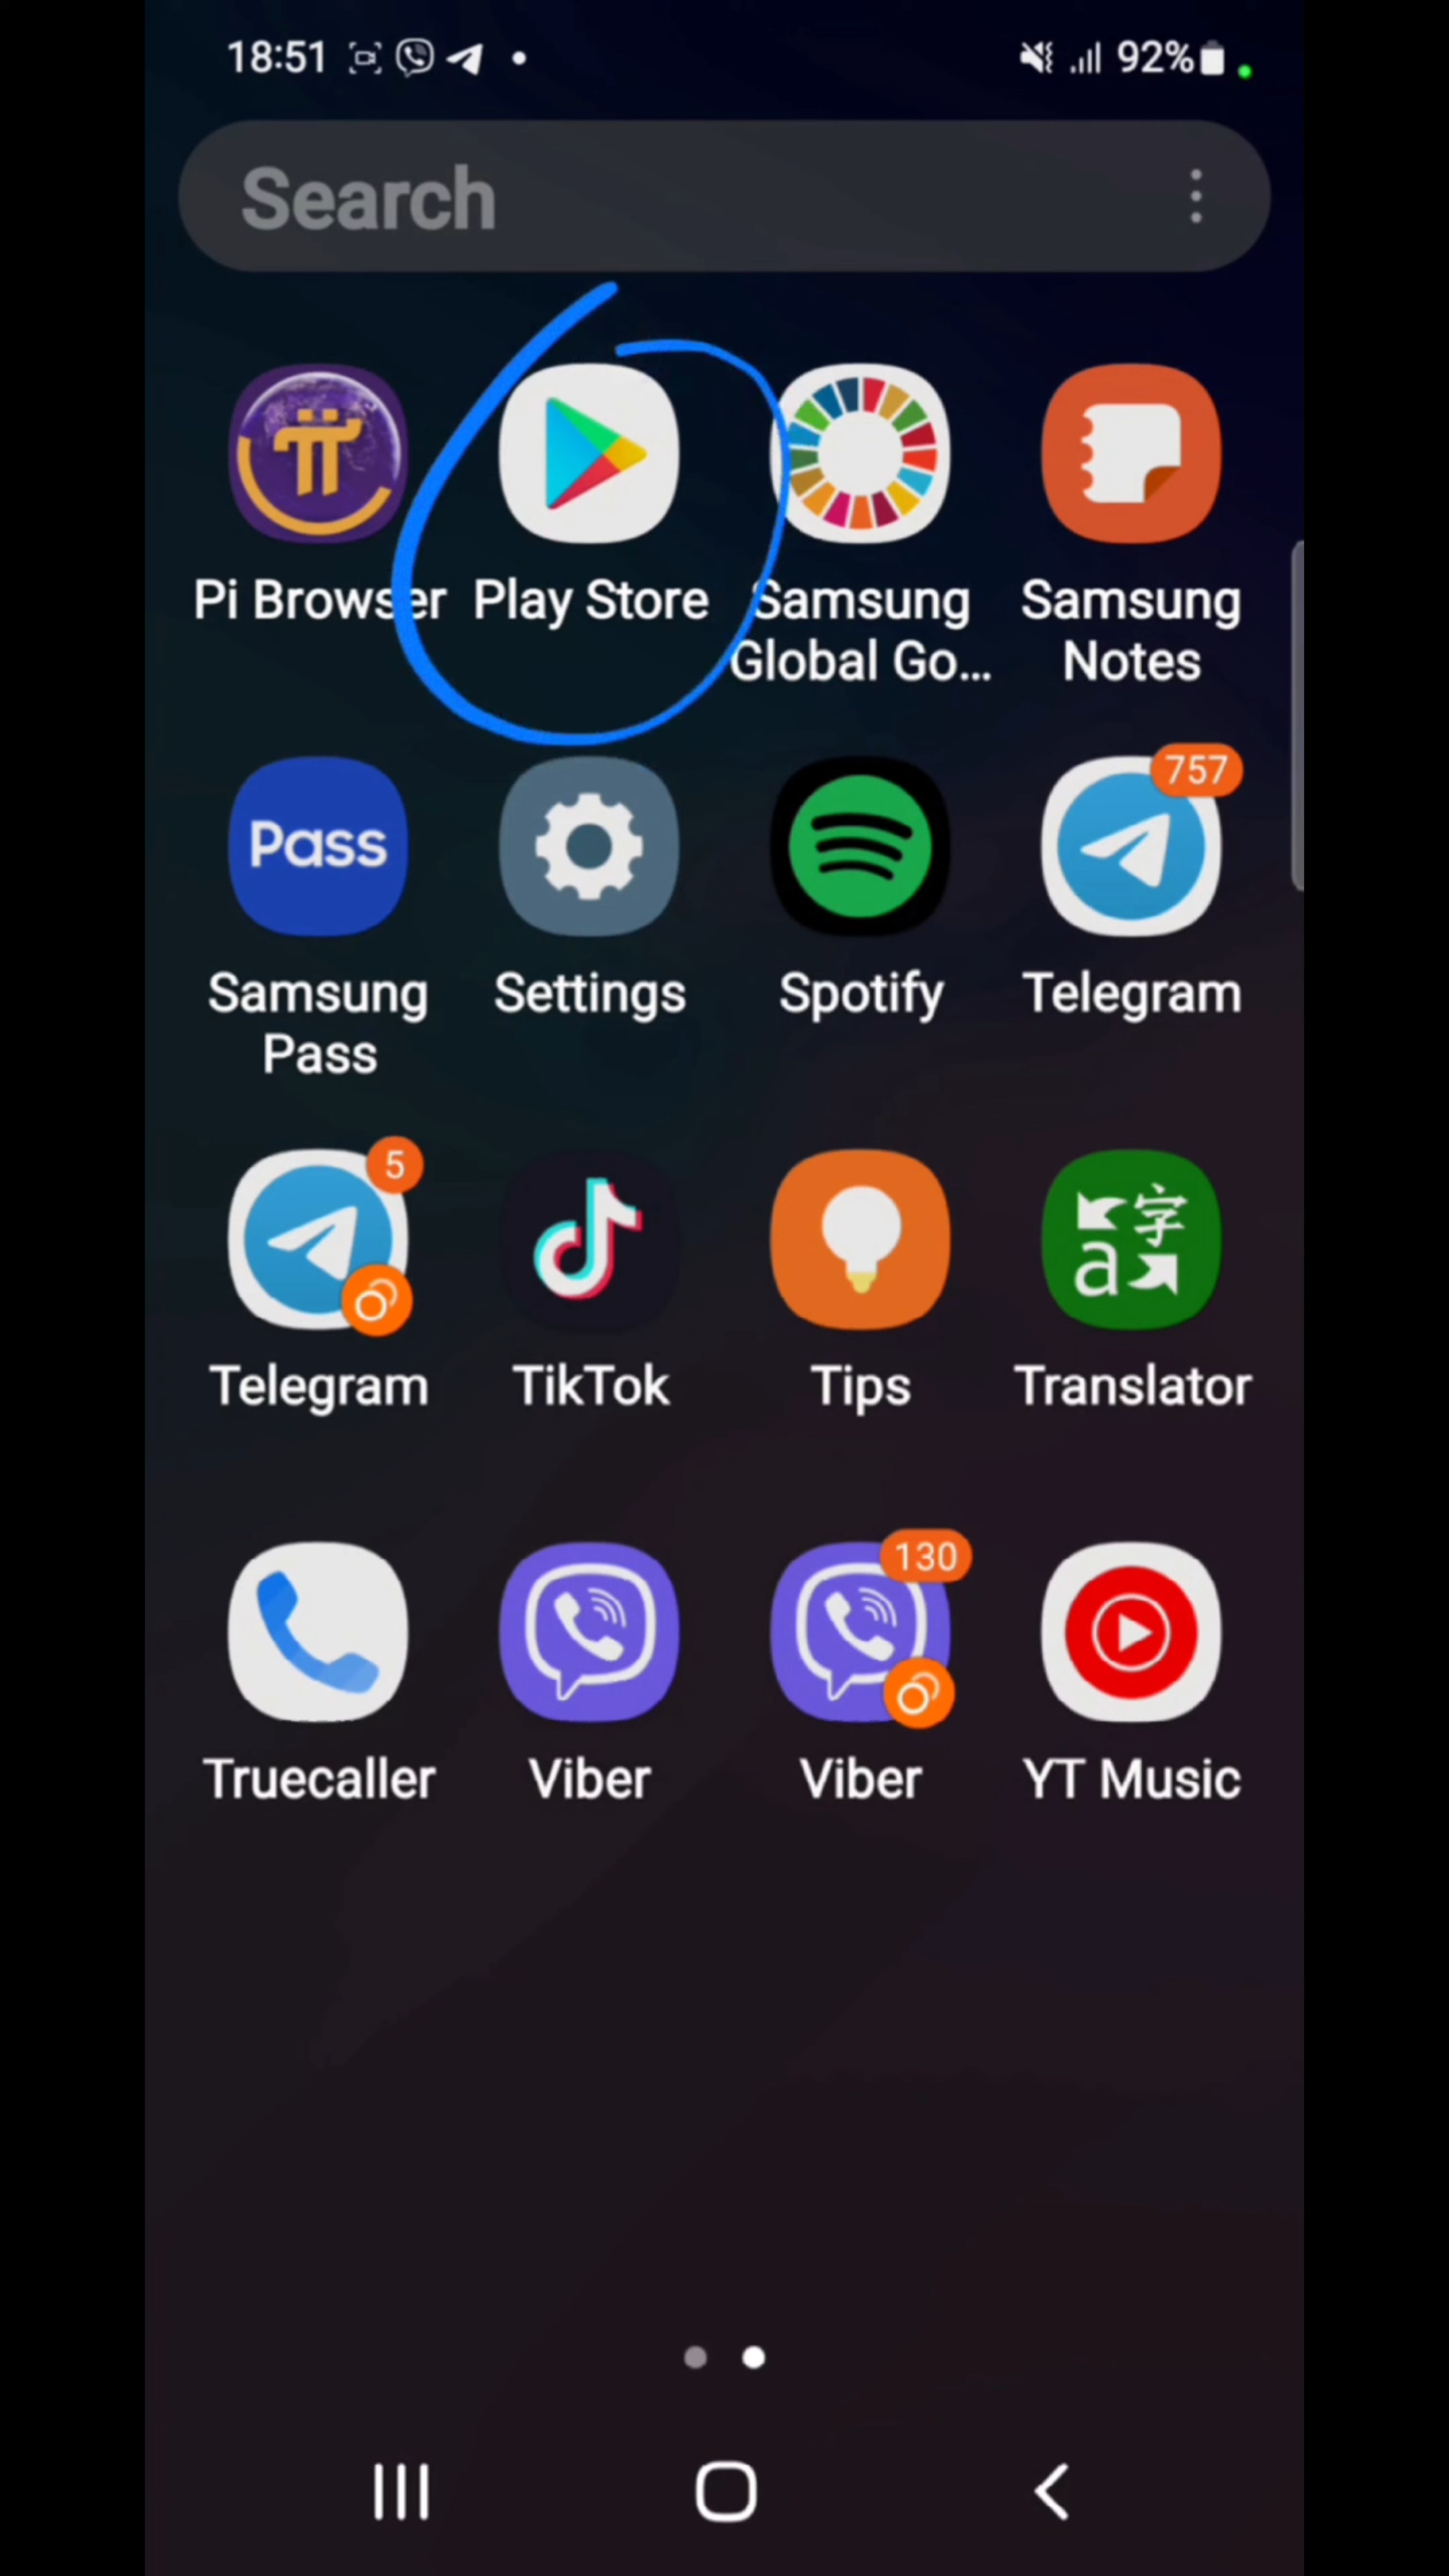 18:51 92%
Search
Pi Browser Play Store Samsung Samsung
Global Go... Notes
Pass 757
Samsung Settings Spotify Telegram
Pass
5 字 a
Telegram TikTok Tips Translator
130
Truecaller Viber Viber YT Music